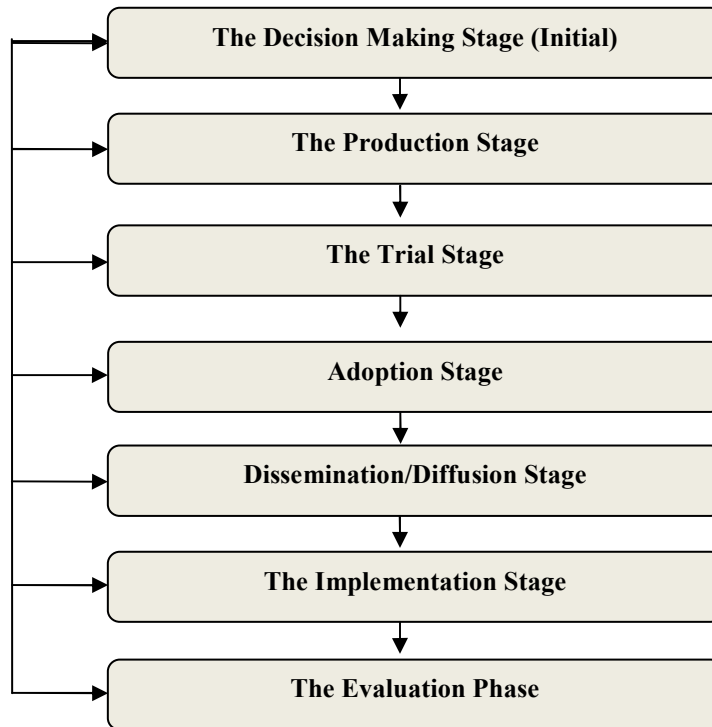 The Decision Making Stage (Initial)
The Production Stage
The Trial Stage
Adoption Stage
Dissemination/Diffusion Stage
The Implementation Stage
The Evaluation Phase